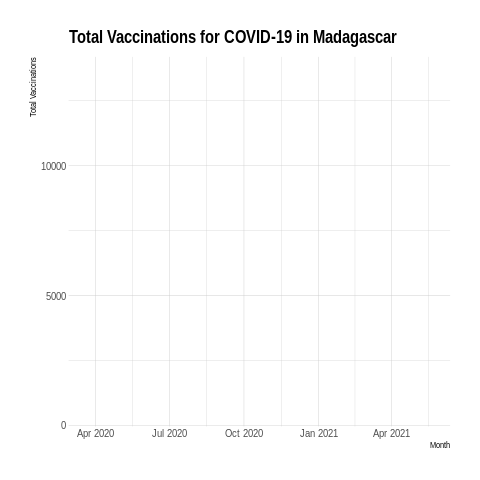 Total Vaccinations for COVID-19 in Madagascar
Total Vaccinations
10000
5000
0
Apr 2020 Jul 2020 Oct 2020 Jan 2021 Apr 2021
Month